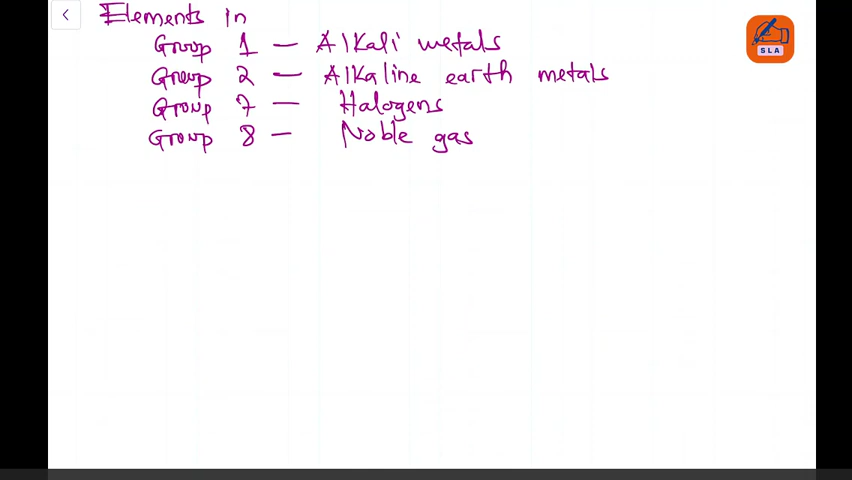 Elements in
Group 1 — Alkali metals
Group 2 — Alkaline earth metals
Group 7 — Halogens
Group 8 — Noble gas
SLA